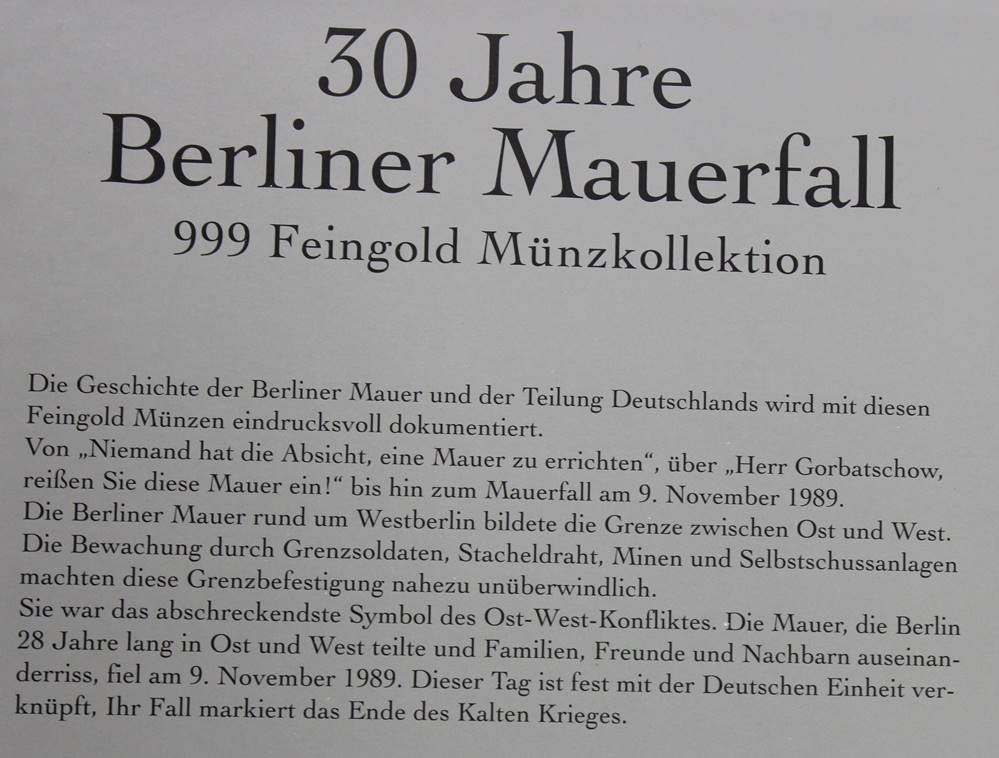 30 Jahre
Berliner Mauerfall
999 Feingold Münzkollektion
Die Geschichte der Berliner Mauer und der Teilung Deutschlands wird mit diesen
Feingold Münzen eindrucksvoll dokumentiert.
Von „Niemand hat die Absicht, eine Mauer zu errichten“, über „Herr Gorbatschow,
reißen Sie diese Mauer ein!“ bis hin zum Mauerfall am 9. November 1989.
Die Berliner Mauer rund um Westberlin bildete die Grenze zwischen Ost und West.
Die Bewachung durch Grenzsoldaten, Stacheldraht, Minen und Selbstschussanlagen
machten diese Grenzbefestigung nahezu unüberwindlich.
Sie war das abschreckendste Symbol des Ost-West-Konfliktes. Die Mauer, die Berlin
28 Jahre lang in Ost und West teilte und Familien, Freunde und Nachbarn auseinan-
derriss, fiel am 9. November 1989. Dieser Tag ist fest mit der Deutschen Einheit ver-
knüpft, Ihr Fall markiert das Ende des Kalten Krieges.